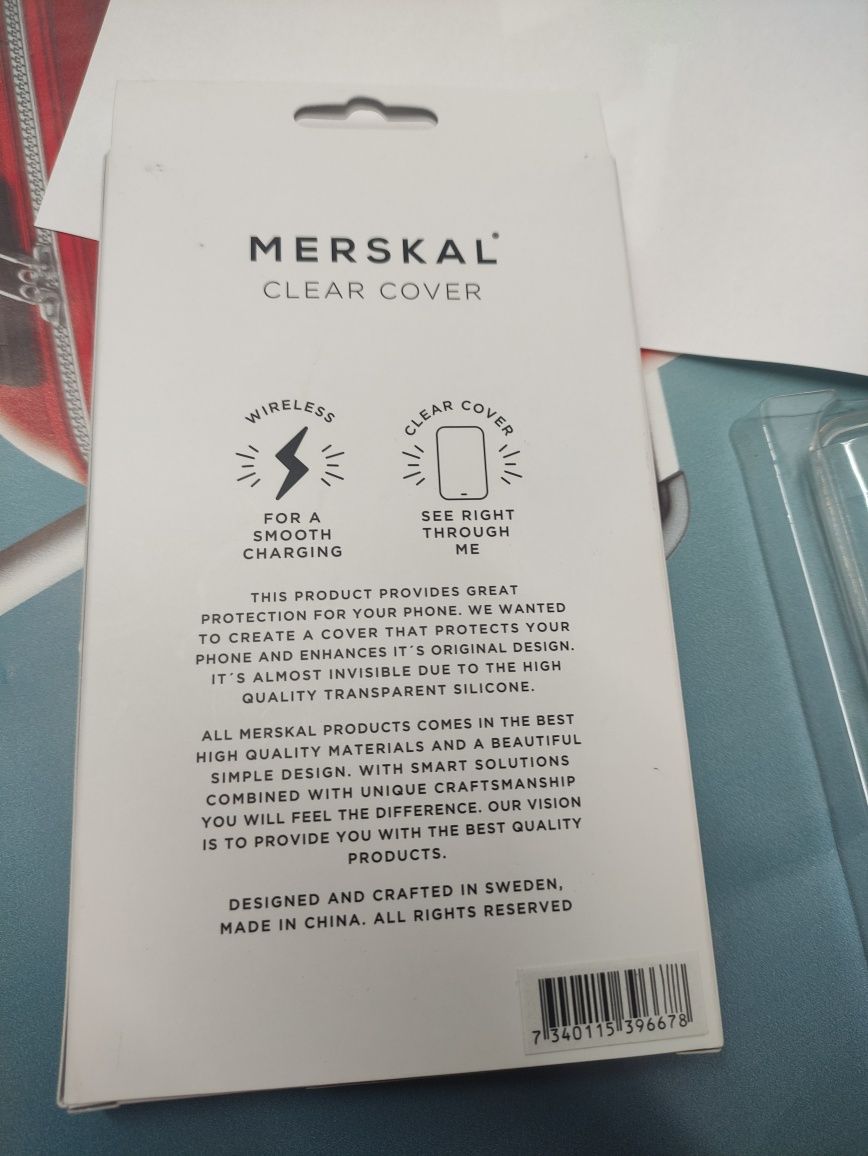 MERSKAL®
CLEAR COVER
WIRELESS
FOR A
SMOOTH
CHARGING
CLEAR COVER
SEE RIGHT
THROUGH
ME
THIS PRODUCT PROVIDES GREAT
PROTECTION FOR YOUR PHONE. WE WANTED
TO CREATE A COVER THAT PROTECTS YOUR
PHONE AND ENHANCES IT´S ORIGINAL DESIGN.
IT´S ALMOST INVISIBLE DUE TO THE HIGH
QUALITY TRANSPARENT SILICONE.
ALL MERSKAL PRODUCTS COMES IN THE BEST
HIGH QUALITY MATERIALS AND A BEAUTIFUL
SIMPLE DESIGN. WITH SMART SOLUTIONS
COMBINED WITH UNIQUE CRAFTSMANSHIP
YOU WILL FEEL THE DIFFERENCE. OUR VISION
IS TO PROVIDE YOU WITH THE BEST QUALITY
PRODUCTS.
DESIGNED AND CRAFTED IN SWEDEN,
MADE IN CHINA. ALL RIGHTS RESERVED
7 340115 396678